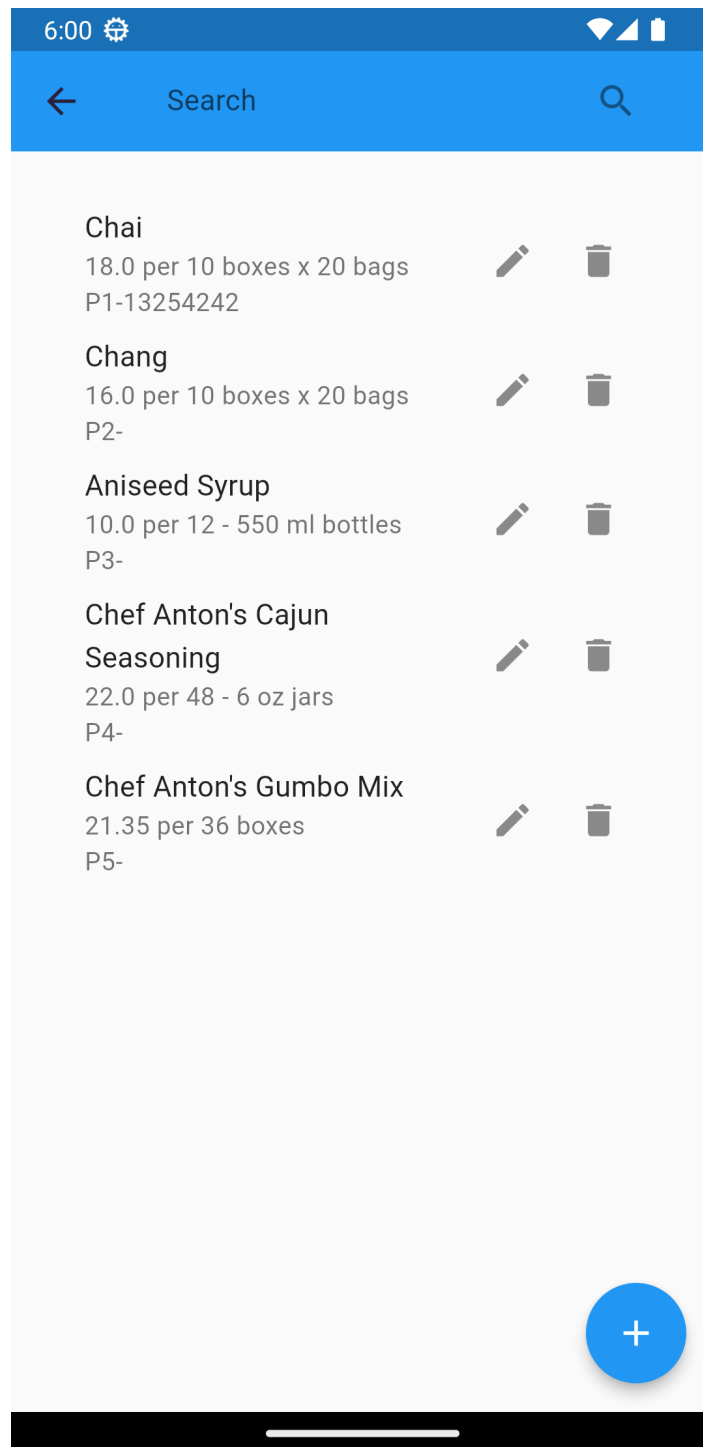 6:00
Search
Chai
18.0 per 10 boxes x 20 bags
P1-13254242
Chang
16.0 per 10 boxes x 20 bags
P2-
Aniseed Syrup
10.0 per 12 - 550 ml bottles
P3-
Chef Anton's Cajun
Seasoning
22.0 per 48 - 6 oz jars
P4-
Chef Anton's Gumbo Mix
21.35 per 36 boxes
P5-